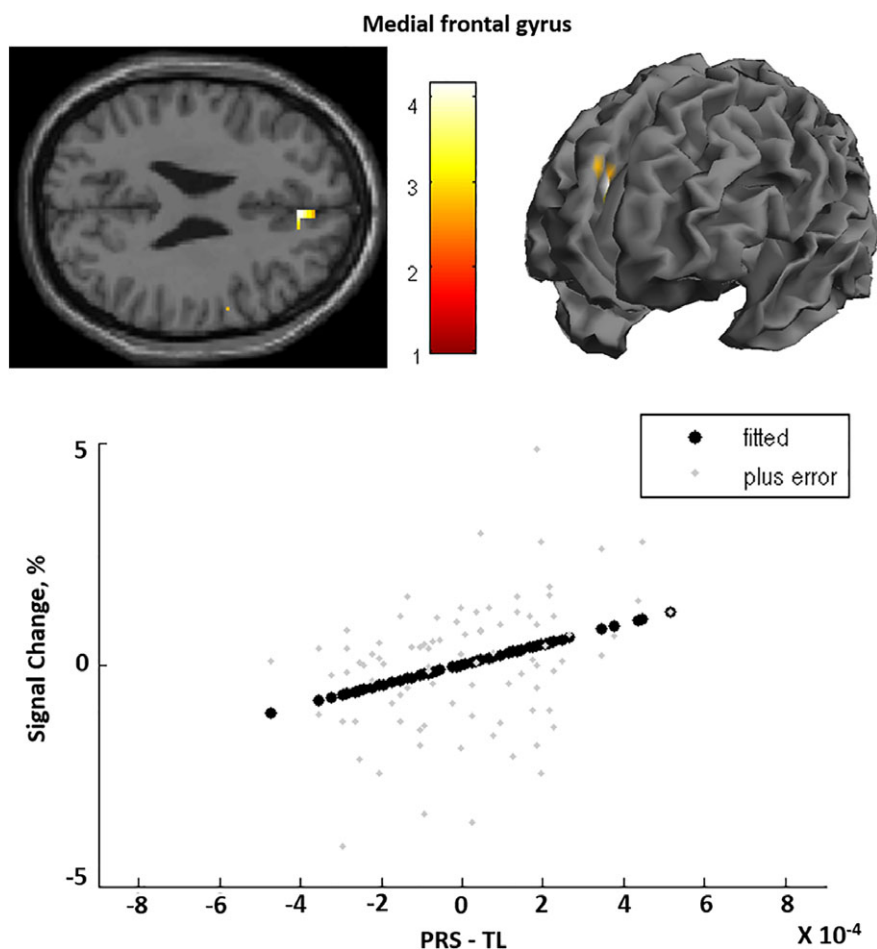 Medial frontal gyrus
4
3
2
1
fitted
plus error
5
0
-5
Signal Change, %
-8 -6 -4 -2 0 2 4 6 8
X 10-4
PRS - TL